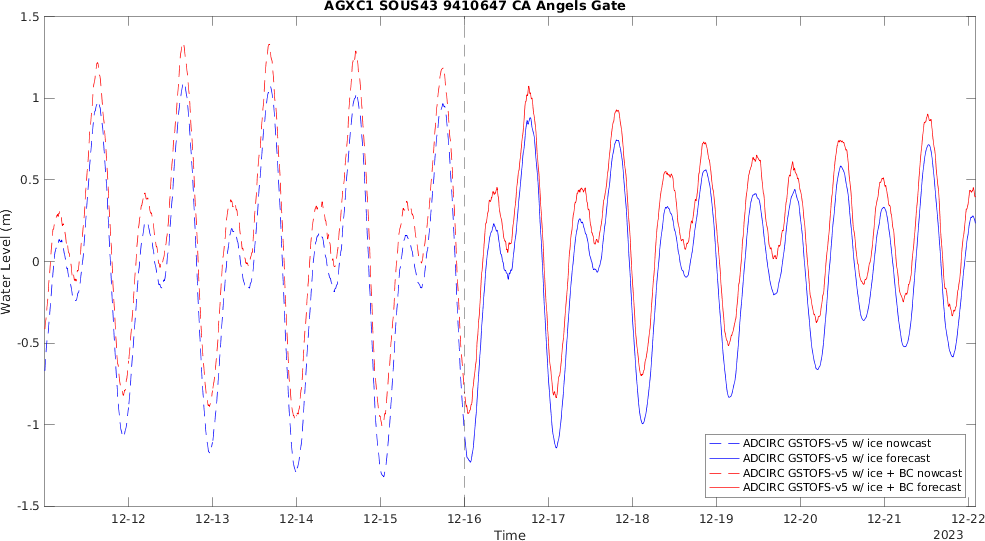 AGXC1 SOUS43 9410647 CA Angels Gate
1.5
1
0.5
0
-0.5
-1
-1.5
Water Level (m)
ADCIRC GSTOFS-v5 w/ ice nowcast
ADCIRC GSTOFS-v5 w/ ice forecast
ADCIRC GSTOFS-v5 w/ ice + BC nowcast
ADCIRC GSTOFS-v5 w/ ice + BC forecast
12-12 12-13 12-14 12-15 12-16 12-17 12-18 12-19 12-20 12-21 12-22
Time
2023